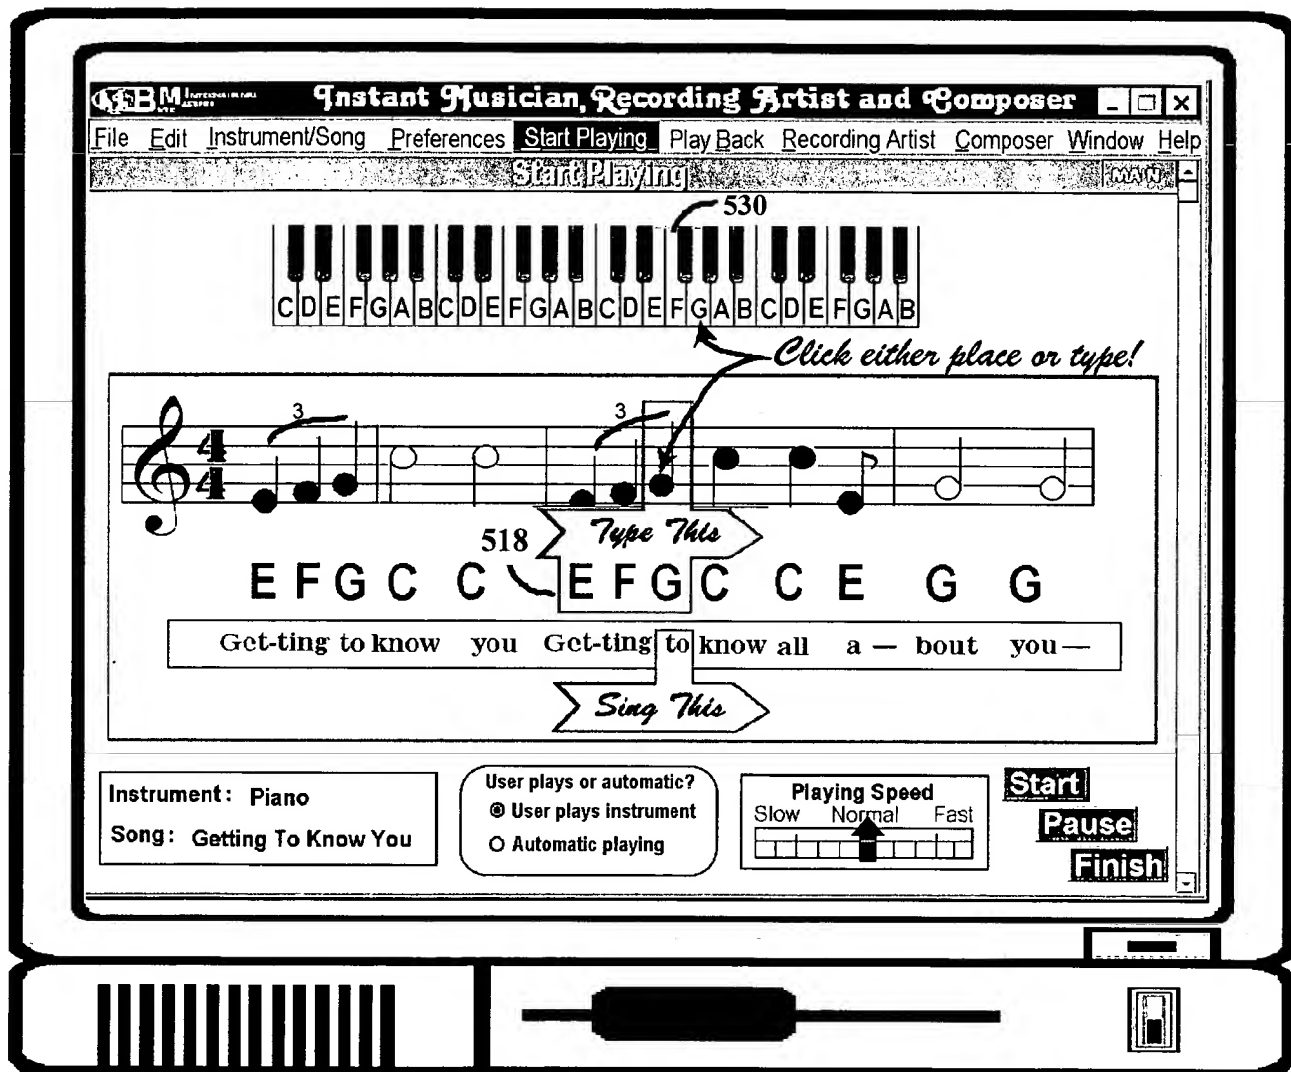 Instant Musician, Recording Artist and Composer
File Edit Instrument/Song Preferences Start Playing Play Back Recording Artist Composer Window Help
Start Playing MAIN
530
C D E F G A B C D E F G A B C D E F G A B C D E F G A B
Click either place or type!
3 3
4 4
Type This
518
E F G C C E F G C C E G G
Get-ting to know you Get-ting to know all a — bout you —
Sing This
Instrument: Piano
Song: Getting To Know You
User plays or automatic?
User plays instrument
Automatic playing
Playing Speed
Slow Normal Fast
Start
Pause
Finish